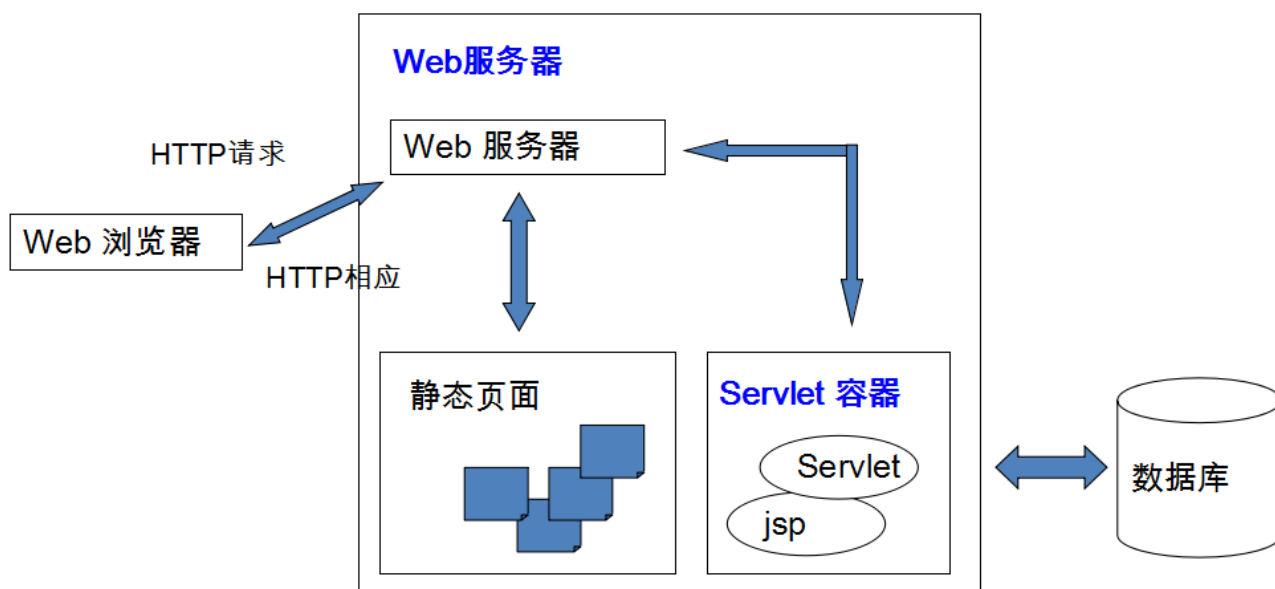 Web服务器
Web 服务器
HTTP请求
Web 浏览器
HTTP相应
静态页面
Servlet 容器
Servlet
jsp
数据库